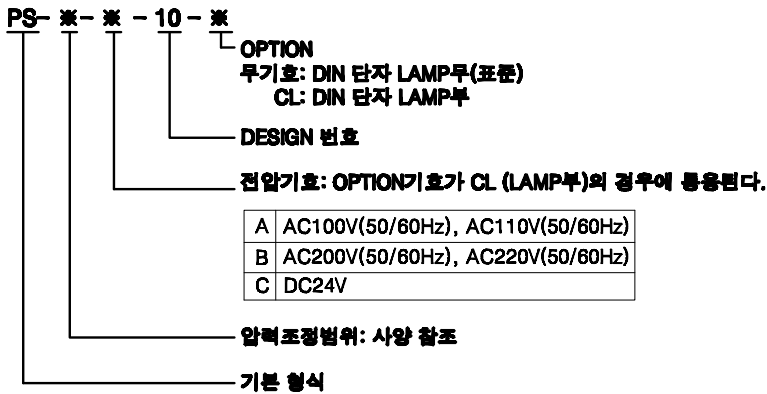 PS-※-※-10-※
OPTION
무기호: DIN 단자 LAMP무(표준)
CL: DIN 단자 LAMP부
DESIGN 번호
전압기호: OPTION기호가 CL (LAMP부)의 경우에 통용된다.
A AC100V(50/60Hz), AC110V(50/60Hz)
B AC200V(50/60Hz), AC220V(50/60Hz)
C DC24V
압력조정범위: 사양 참조
기본 형식